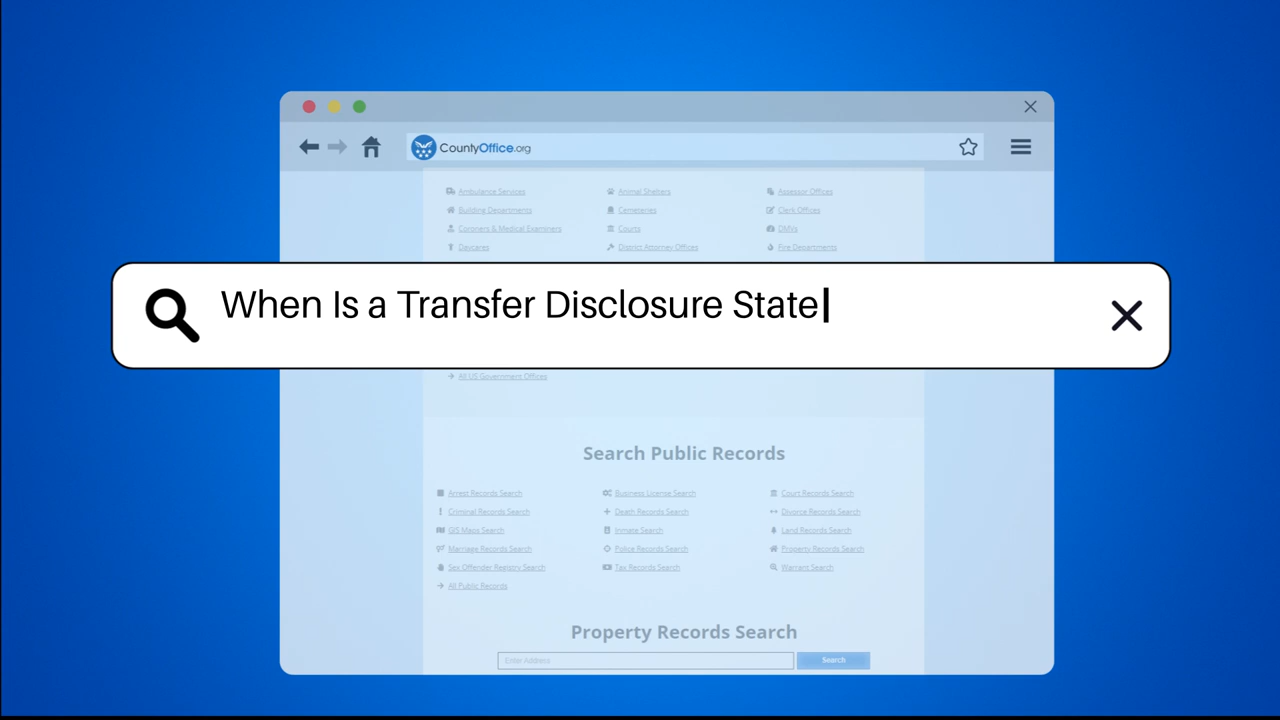 CountyOffice.org
Ambulance Services
Animal Shelters
Assessor Offices
Building Departments
Cemeteries
Clerk Offices
Coroners & Medical Examiners
Courts
DMVs
Daycares
District Attorney Offices
Fire Departments
When Is a Transfer Disclosure State
All US Government Offices
Search Public Records
Arrest Records Search
Business License Search
Court Records Search
Criminal Records Search
Death Records Search
Divorce Records Search
GIS Maps Search
Inmate Search
Land Records Search
Marriage Records Search
Police Records Search
Property Records Search
Sex Offender Registry Search
Tax Records Search
Warrant Search
All Public Records
Property Records Search
Enter Address
Search